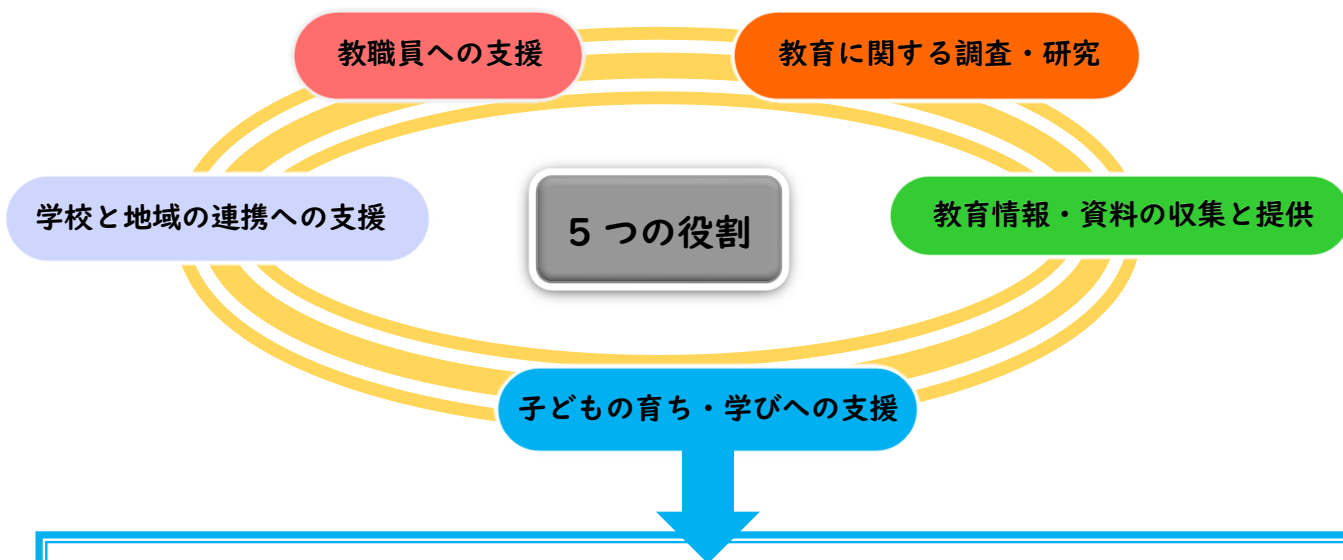 教職員への支援
教育に関する調査・研究
学校と地域の連携への支援
5つの役割
教育情報・資料の収集と提供
子どもの育ち・学びへの支援